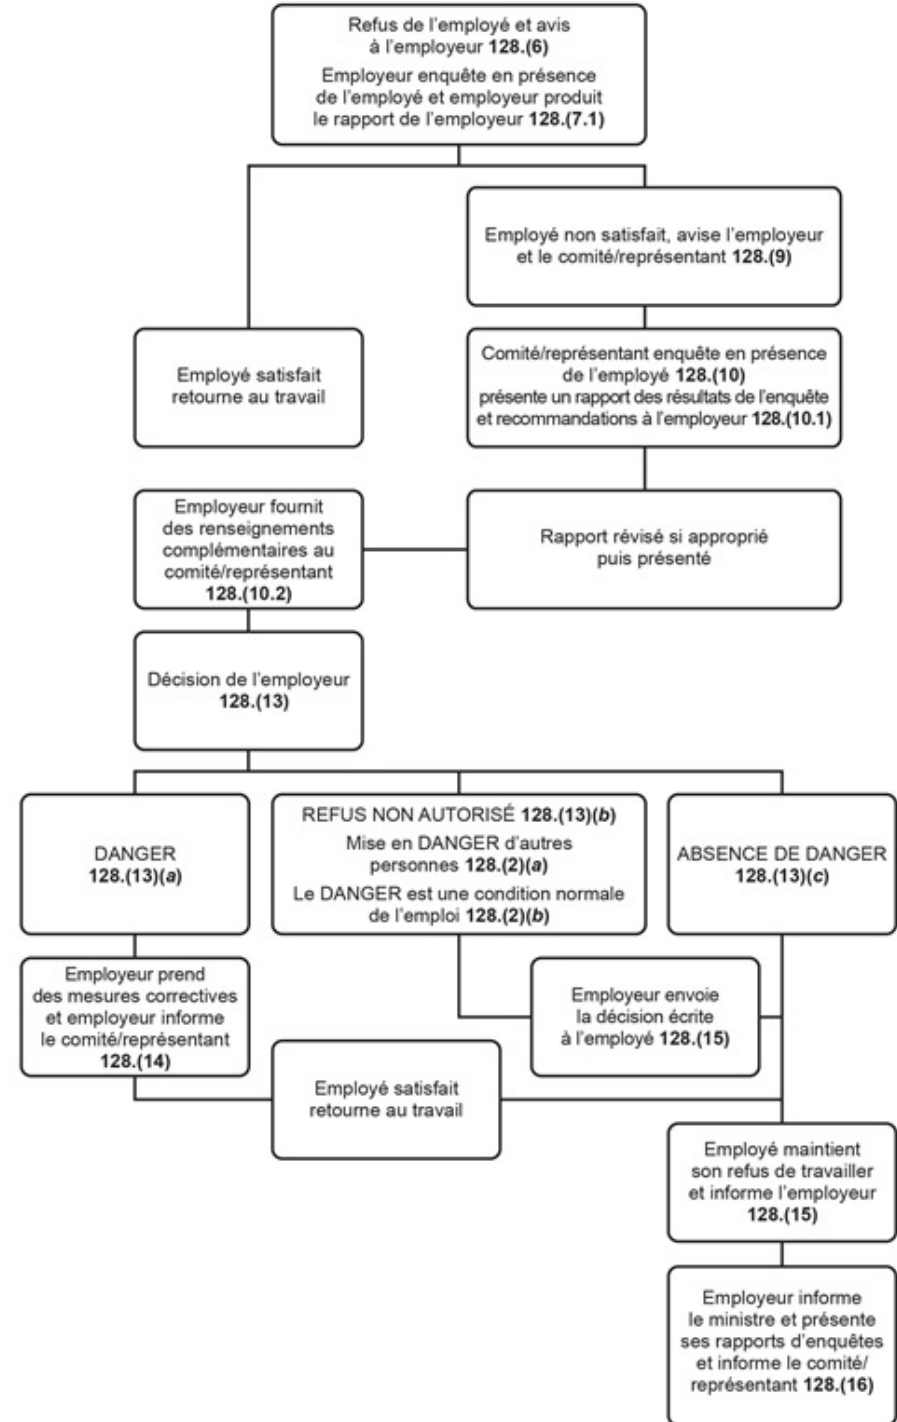 Refus de l'employé et avis
à l'employeur 128.(6)
Employeur enquête en présence
de l'employé et employeur produit
le rapport de l'employeur 128.(7.1)
Employé non satisfait, avise l'employeur
et le comité/représentant 128.(9)
Employé satisfait
retourne au travail
Comité/représentant enquête en présence
de l'employé 128.(10)
présente un rapport des résultats de l'enquête
et recommandations à l'employeur 128.(10.1)
Rapport révisé si approprié
puis présenté
Employeur fournit
des renseignements
complémentaires au
comité/représentant
128.(10.2)
Décision de l'employeur
128.(13)
DANGER
128.(13)(a)
REFUS NON AUTORISÉ 128.(13)(b)
Mise en DANGER d'autres
personnes 128.(2)(a)
Le DANGER est une condition normale
de l'emploi 128.(2)(b)
ABSENCE DE DANGER
128.(13)(c)
Employeur prend
des mesures correctives
et employeur informe
le comité/représentant
128.(14)
Employeur envoie
la décision écrite
à l'employé 128.(15)
Employé satisfait
retourne au travail
Employé maintient
son refus de travailler
et informe l'employeur
128.(15)
Employeur informe
le ministre et présente
ses rapports d'enquêtes
et informe le comité/
représentant 128.(16)